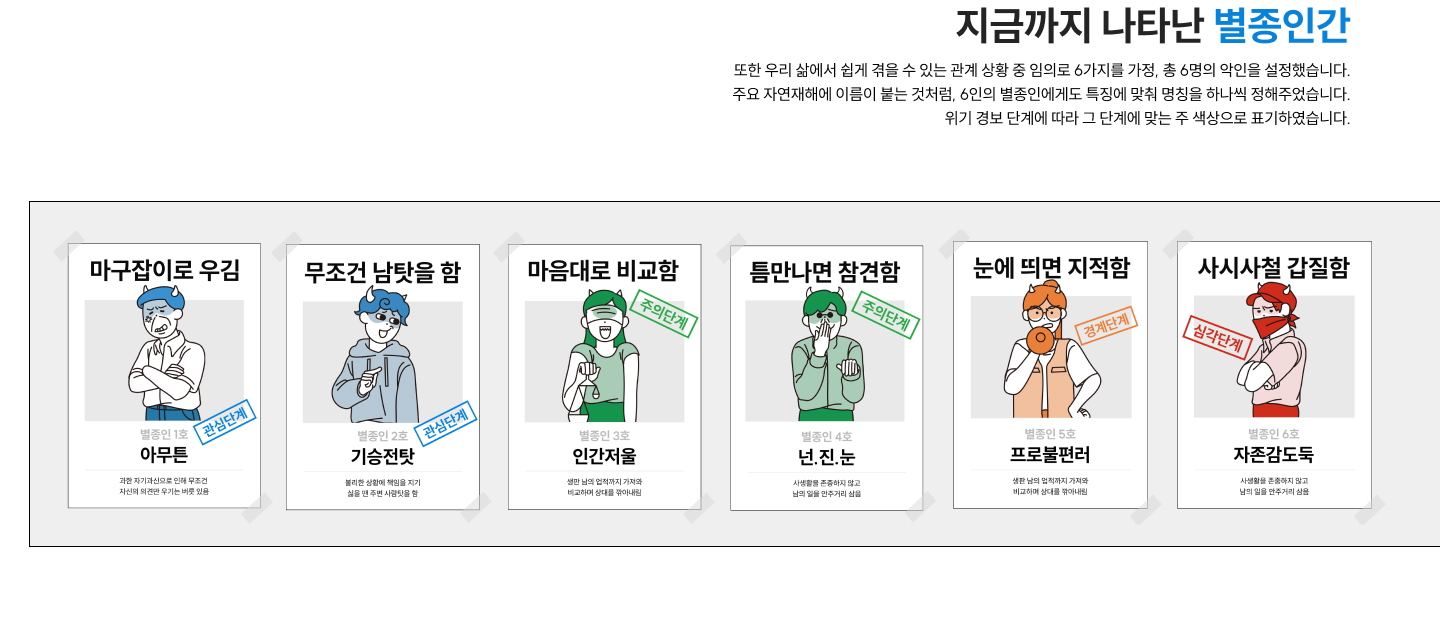 지금까지 나타난 별종인간
또한 우리 삶에서 쉽게 겪을 수 있는 관계 상황 중 임의로 6가지를 가정, 총 6명의 악인을 설정했습니다.
주요 자연재해에 이름이 붙는 것처럼, 6인의 별종인에게도 특징에 맞춰 명칭을 하나씩 정해주었습니다.
위기 경보 단계에 따라 그 단계에 맞는 주 색상으로 표기하였습니다.
마구잡이로 우김
관심단계
별종인 1호
아무튼
과한 자기과신으로 인해 무조건
자신의 의견만 우기는 버릇 있음
무조건 남탓을 함
관심단계
별종인 2호
기승전탓
불리한 상황에 책임을 지기
싫을 땐 주변 사람탓을 함
마음대로 비교함
주의단계
별종인 3호
인간저울
생판 남의 업적까지 가져와
비교하며 상대를 깎아내림
틈만나면 참견함
주의단계
별종인 4호
넌.진.눈
사생활을 존중하지 않고
남의 일을 안주거리 삼음
눈에 띄면 지적함
경계단계
별종인 5호
프로불편러
생판 남의 업적까지 가져와
비교하며 상대를 깎아내림
사시사철 갑질함
심각단계
별종인 6호
자존감도둑
사생활을 존중하지 않고
남의 일을 안주거리 삼음